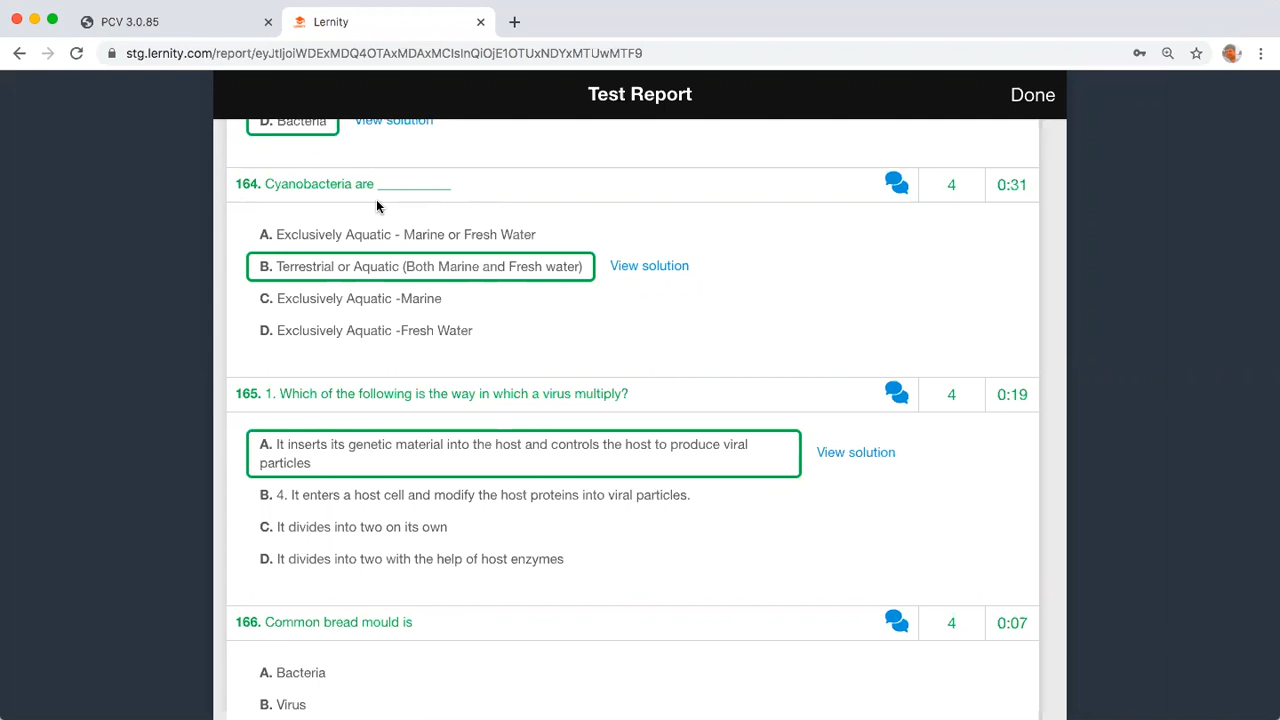 PCV 3.0.85
Lernity
stg.lernity.com/report/eyJtIjoiWDExMDQ4OTAxMDAxMCIsInQiOjE1OTUxNDYxMTUwMTF9
Test Report
Done
D. Bacteria View solution
164. Cyanobacteria are ___________ 4 0:31
A. Exclusively Aquatic - Marine or Fresh Water
B. Terrestrial or Aquatic (Both Marine and Fresh water) View solution
C. Exclusively Aquatic -Marine
D. Exclusively Aquatic -Fresh Water
165. 1. Which of the following is the way in which a virus multiply? 4 0:19
A. It inserts its genetic material into the host and controls the host to produce viral
particles
View solution
B. 4. It enters a host cell and modify the host proteins into viral particles.
C. It divides into two on its own
D. It divides into two with the help of host enzymes
166. Common bread mould is 4 0:07
A. Bacteria
B. Virus